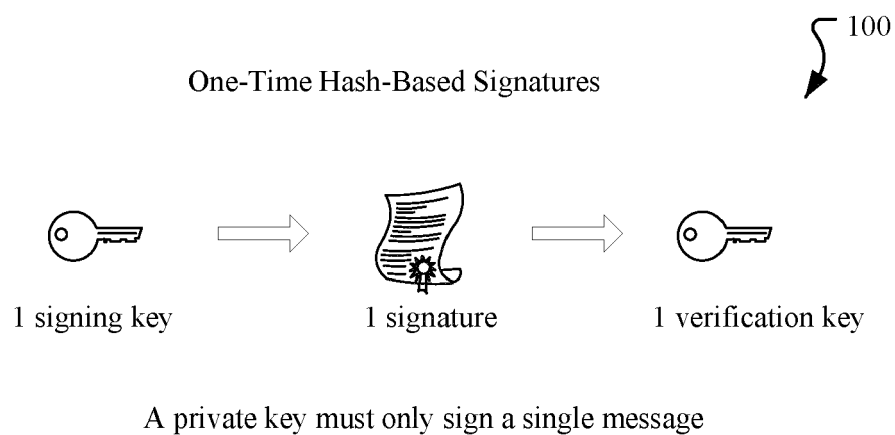 100
One-Time Hash-Based Signatures
1 signing key
1 signature
1 verification key
A private key must only sign a single message